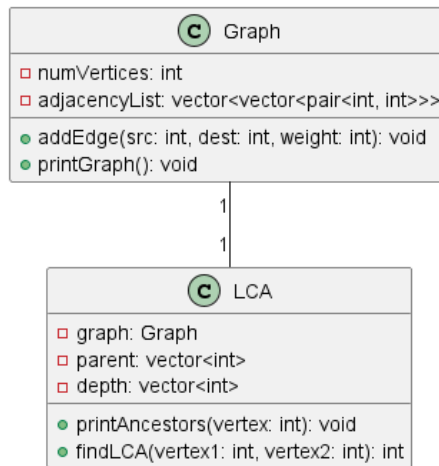 C Graph
numVertices: int
adjacencyList: vector<vector<pair<int, int>>>
addEdge(src: int, dest: int, weight: int): void
printGraph(): void
1
1
C LCA
graph: Graph
parent: vector<int>
depth: vector<int>
printAncestors(vertex: int): void
findLCA(vertex1: int, vertex2: int): int